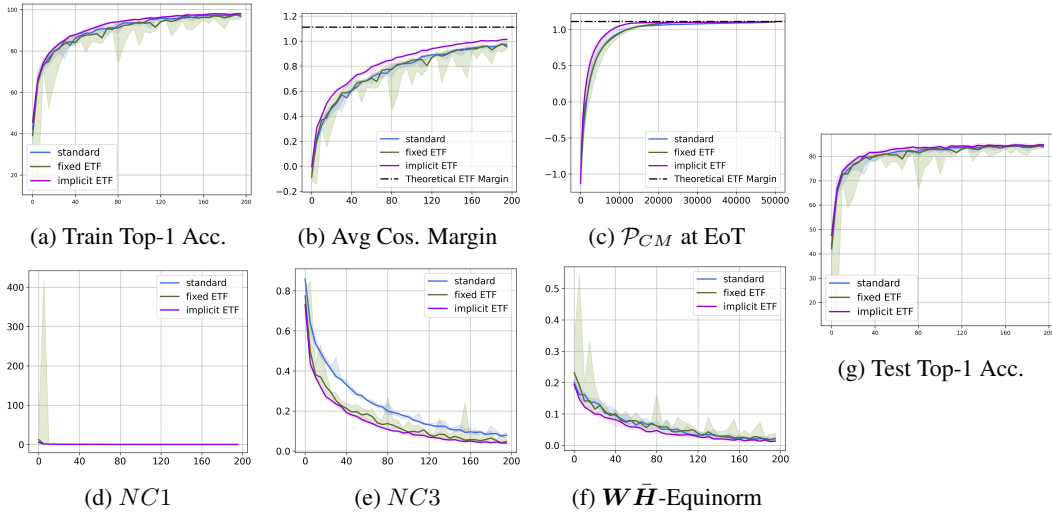 100
80
60
40
20
0 40 80 120 160 200
standard
fixed ETF
implicit ETF
(a) Train Top-1 Acc.
1.2
1.0
0.8
0.6
0.4
0.2
0.0
−0.2
0 40 80 120 160 200
standard
fixed ETF
implicit ETF
Theoretical ETF Margin
(b) Avg Cos. Margin
1.0
0.5
0.0
−0.5
−1.0
0 10000 20000 30000 40000 50000
standard
fixed ETF
implicit ETF
Theoretical ETF Margin
(c) 𝒫CM at EoT
400
300
200
100
0
0 40 80 120 160 200
standard
fixed ETF
implicit ETF
(d) NC1
0.8
0.6
0.4
0.2
0.0
0 40 80 120 160 200
standard
fixed ETF
implicit ETF
(e) NC3
0.5
0.4
0.3
0.2
0.1
0.0
0 40 80 120 160 200
standard
fixed ETF
implicit ETF
(f) WH̄-Equinorm
80
70
60
50
40
30
20
0 40 80 120 160 200
standard
fixed ETF
implicit ETF
(g) Test Top-1 Acc.